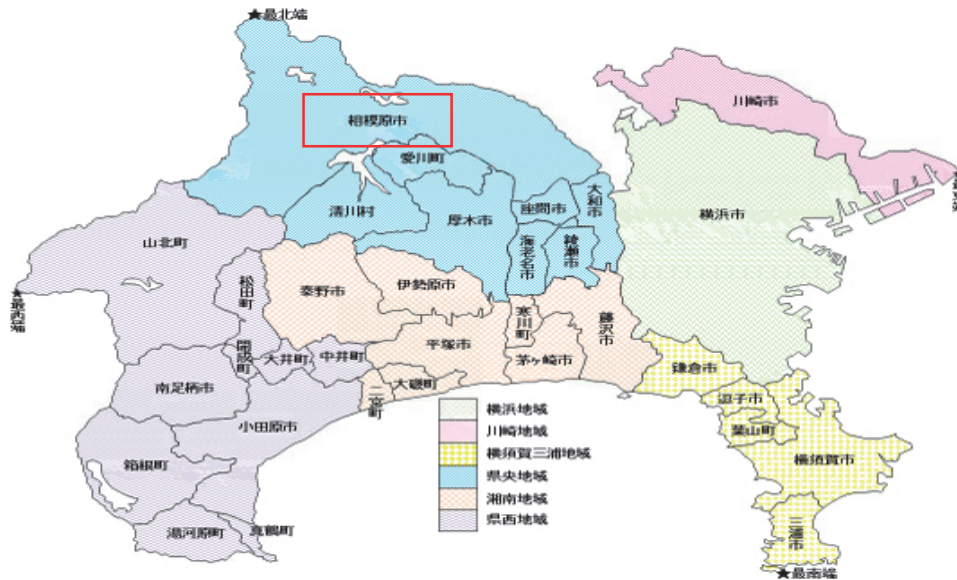 ★最北端
川崎市
相模原市
愛川町
大和市
清川村
厚木市
座間市
横浜市
山北町
海老名市
綾瀬市
松田町
秦野市
伊勢原市
寒川町
藤沢市
★最西端
開成町
大井町
中井町
平塚市
茅ヶ崎市
鎌倉市
南足柄市
二宮町
大磯町
逗子市
小田原市
葉山町
箱根町
横須賀市
湯河原町
真鶴町
三浦市
★最南端
横浜地域
川崎地域
横須賀三浦地域
県央地域
湘南地域
県西地域